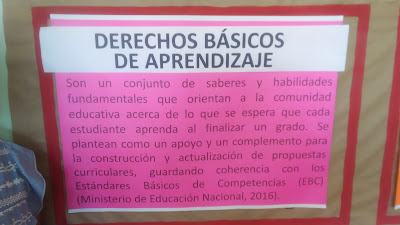 DERECHOS BÁSICOS
DE APRENDIZAJE
Son un conjunto de saberes y habilidades
fundamentales que orientan a la comunidad
educativa acerca de lo que se espera que cada
estudiante aprenda al finalizar un grado. Se
plantean como un apoyo y un complemento para
la construcción y actualización de propuestas
curriculares, guardando coherencia con los
Estándares Básicos de Competencias (EBC)
(Ministerio de Educación Nacional, 2016).